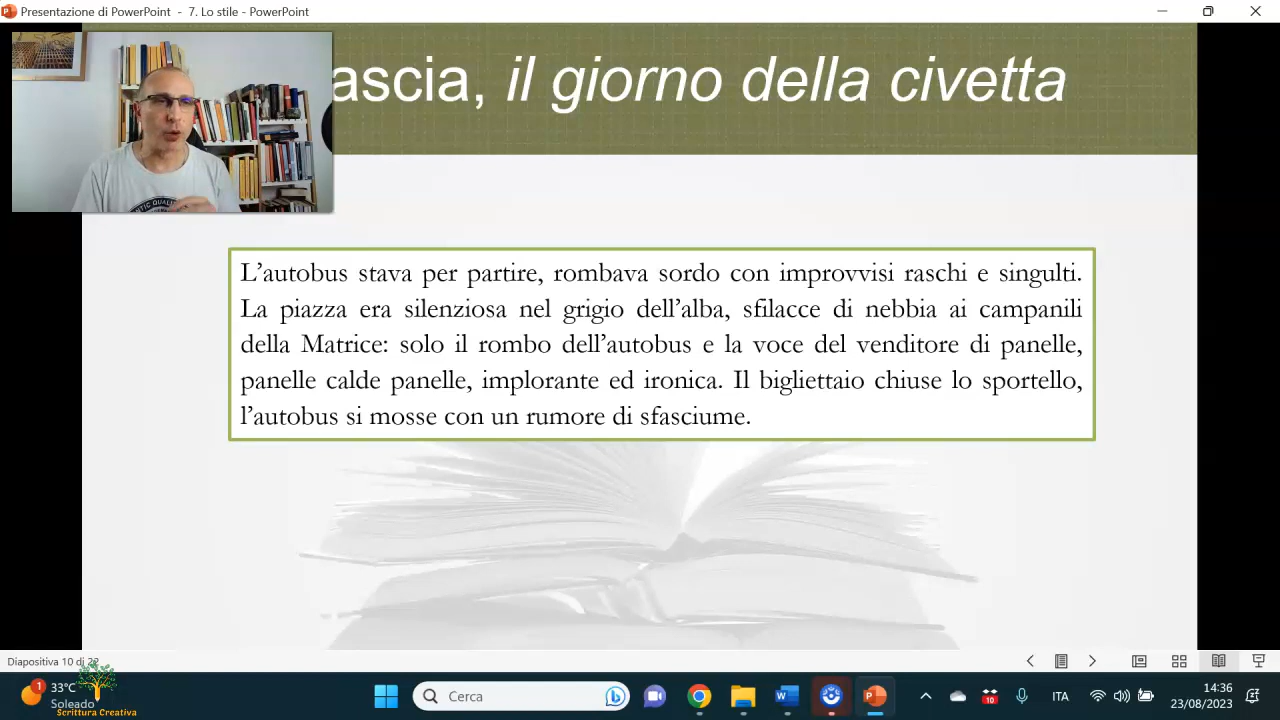 Presentazione di PowerPoint - 7. Lo stile - PowerPoint
ascia, il giorno della civetta
L'autobus stava per partire, rombava sordo con improvvisi raschi e singulti.
La piazza era silenziosa nel grigio dell'alba, sfilacce di nebbia ai campanili
della Matrice: solo il rombo dell'autobus e la voce del venditore di panelle,
panelle calde panelle, implorante ed ironica. Il bigliettaio chiuse lo sportello,
l'autobus si mosse con un rumore di sfasciume.
Diapositiva 10 di 22
1
33°C
Soleado
Scrittura Creativa
Cerca
10
ITA
14:36
23/08/2023